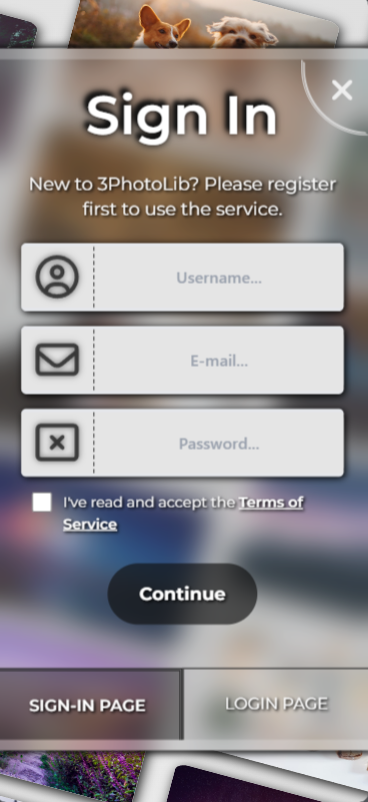 Sign In
New to 3PhotoLib? Please register
first to use the service.
Username...
E-mail...
Password...
I've read and accept the Terms of
Service
Continue
SIGN-IN PAGE
LOGIN PAGE